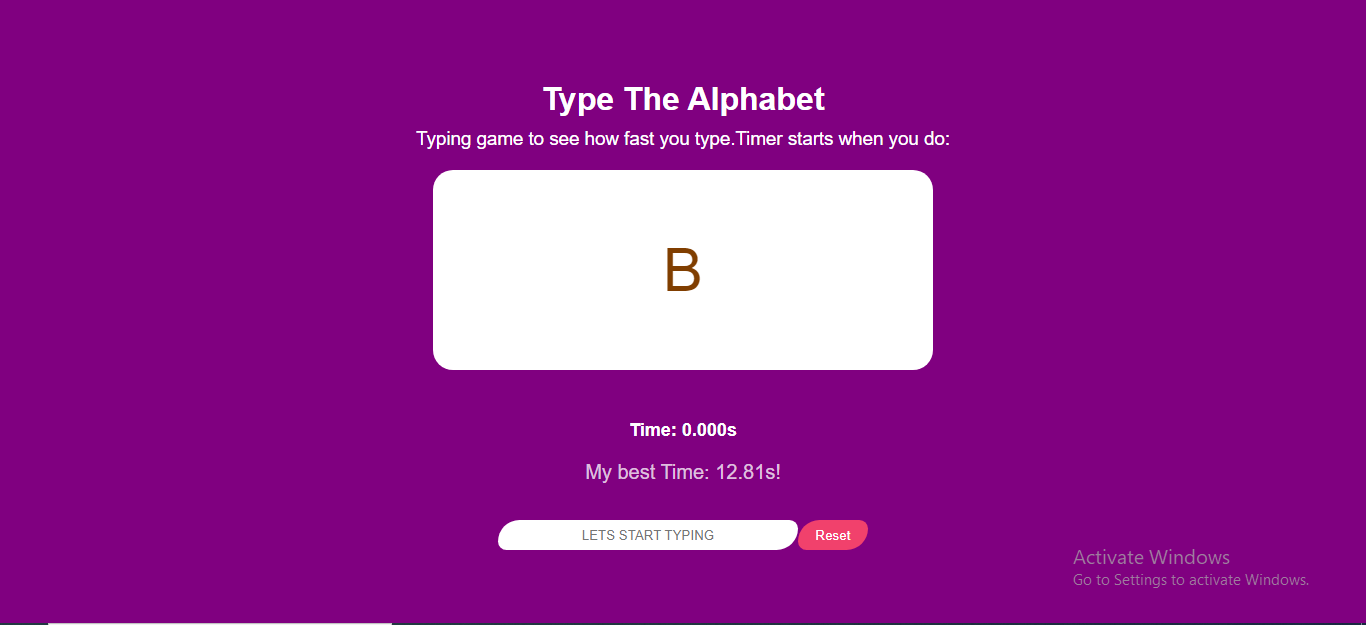 Type The Alphabet
Typing game to see how fast you type.Timer starts when you do:
B
Time: 0.000s
My best Time: 12.81s!
LETS START TYPING
Reset
Activate Windows
Go to Settings to activate Windows.